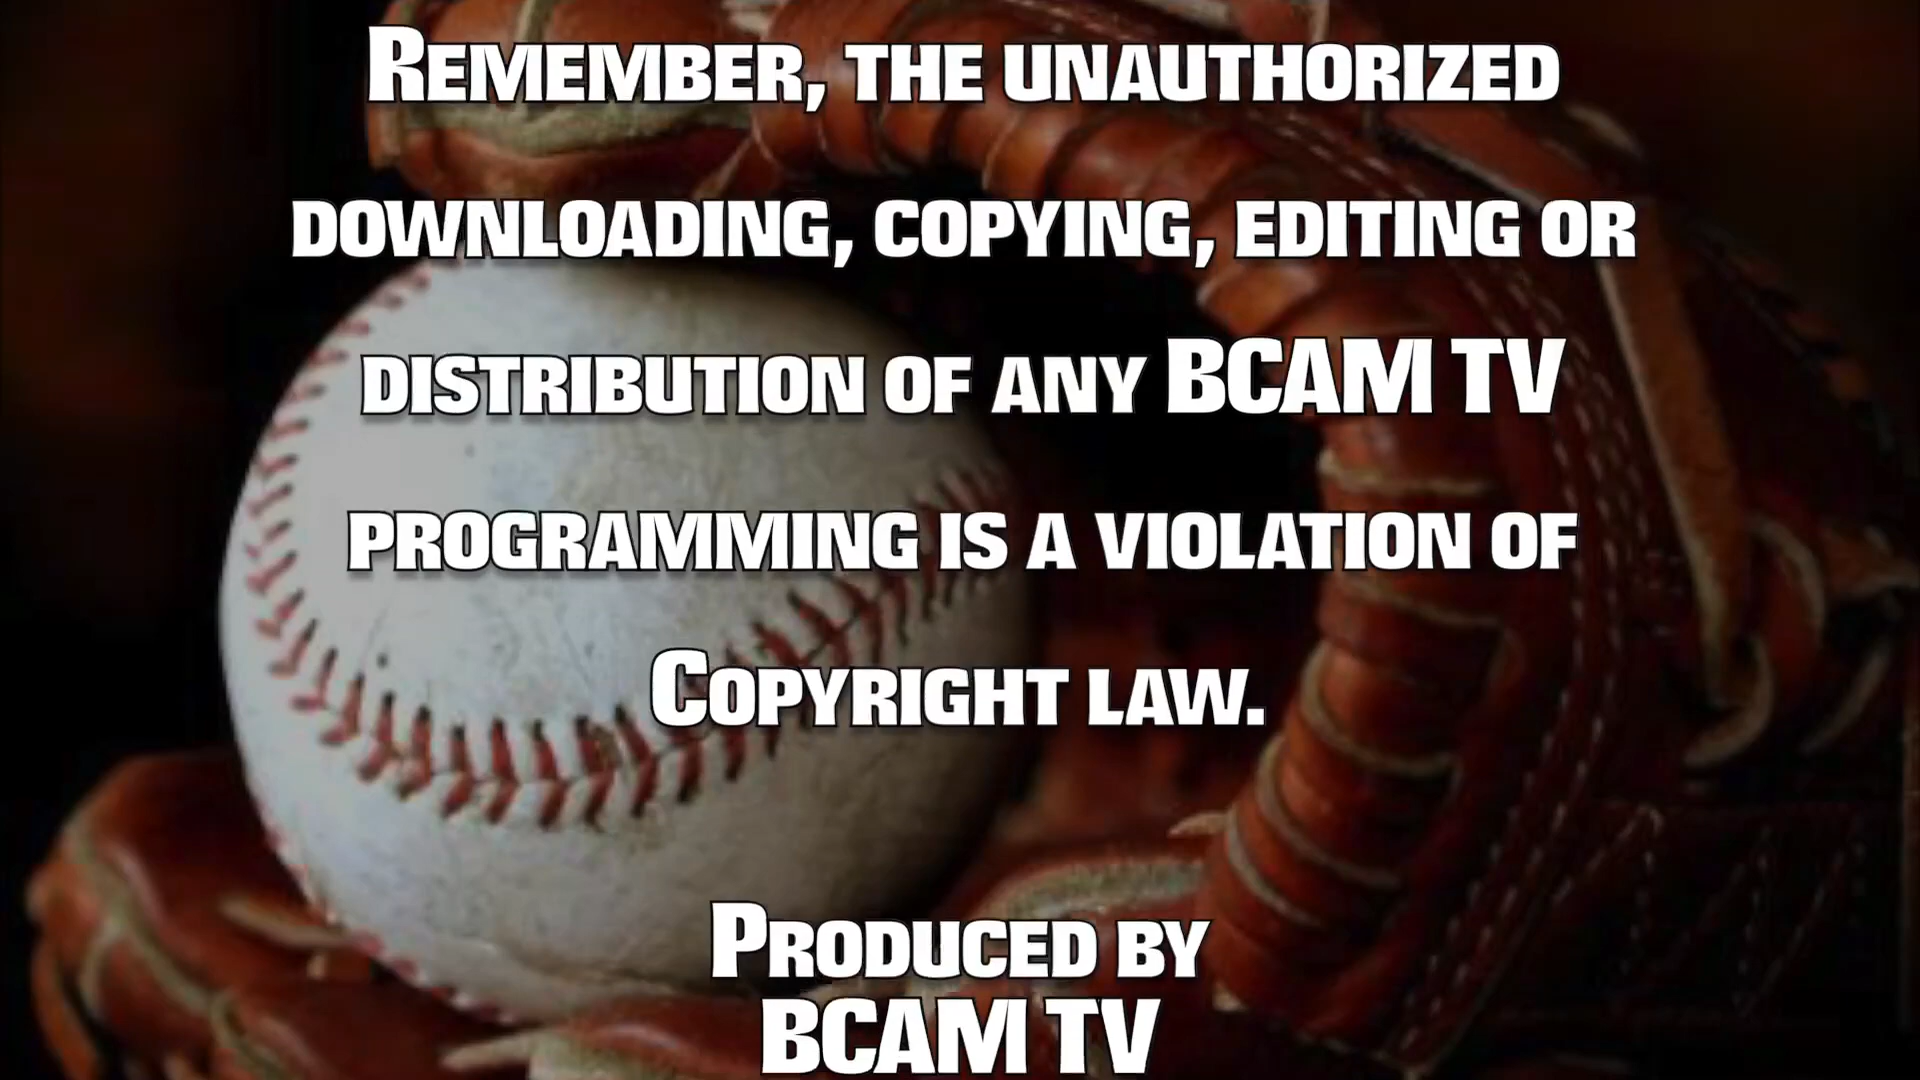 Remember, the unauthorized
downloading, copying, editing or
distribution of any BCAM TV
programming is a violation of
Copyright law.
Produced by
BCAM TV